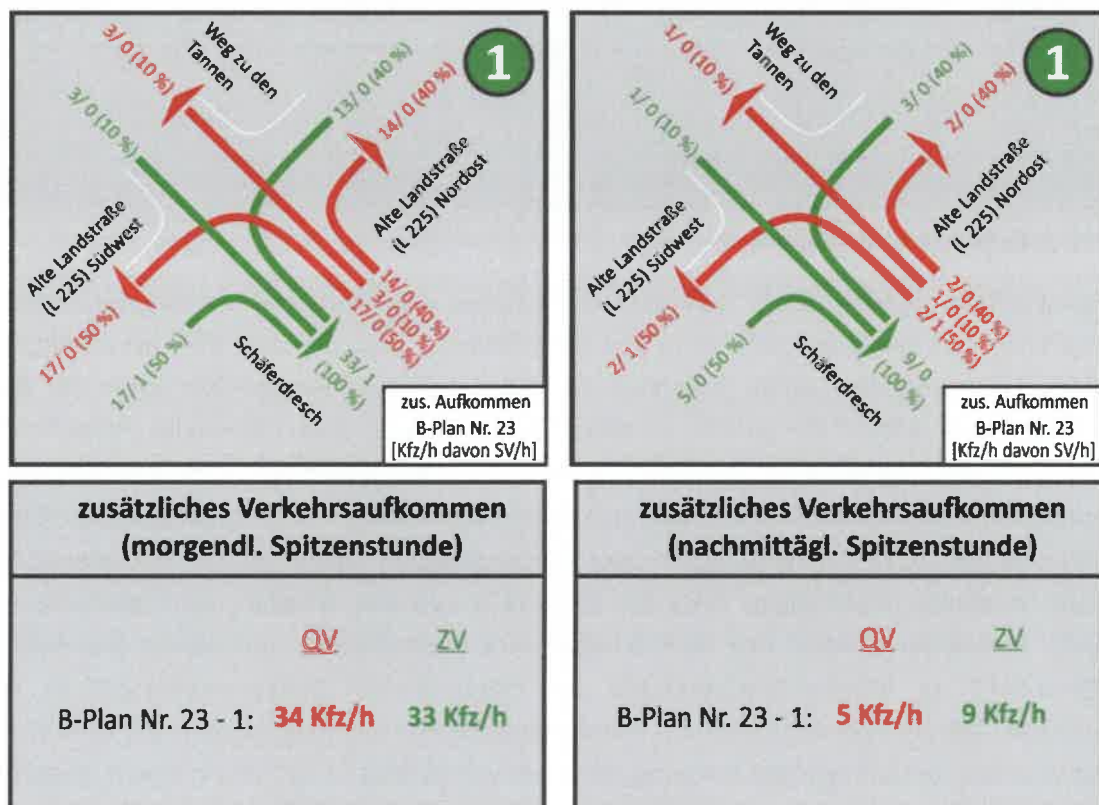 3/ 0 (10 %)
Weg zu den
Tannen
13/ 0 (40 %)
1
3/ 0 (10 %)
14/ 0 (40 %)
Alte Landstraße
(L 225) Südwest
Alte Landstraße
(L 225) Nordost
17/ 0 (50 %)
17/ 1 (50 %)
Schäferdresch
33/ 1
(100 %)
14/ 0 (40%)
3/ 0 (10 %)
17/ 0 (50%)
zus. Aufkommen
B-Plan Nr. 23
[Kfz/h davon SV/h]
1/ 0 (10 %)
Weg zu den
Tannen
3/ 0 (40 %)
1
1/ 0 (10 %)
2/ 0 (40 %)
Alte Landstraße
(L 225) Südwest
Alte Landstraße
(L 225) Nordost
2/ 1 (50 %)
5/ 0 (50 %)
Schäferdresch
9/ 0
(100 %)
2/ 0 (40%)
1/ 0 (10 %)
2/ 1 (50%)
zus. Aufkommen
B-Plan Nr. 23
[Kfz/h davon SV/h]
zusätzliches Verkehrsaufkommen
(morgendl. Spitzenstunde)
QV ZV
B-Plan Nr. 23 - 1: 34 Kfz/h 33 Kfz/h
zusätzliches Verkehrsaufkommen
(nachmittägl. Spitzenstunde)
QV ZV
B-Plan Nr. 23 - 1: 5 Kfz/h 9 Kfz/h